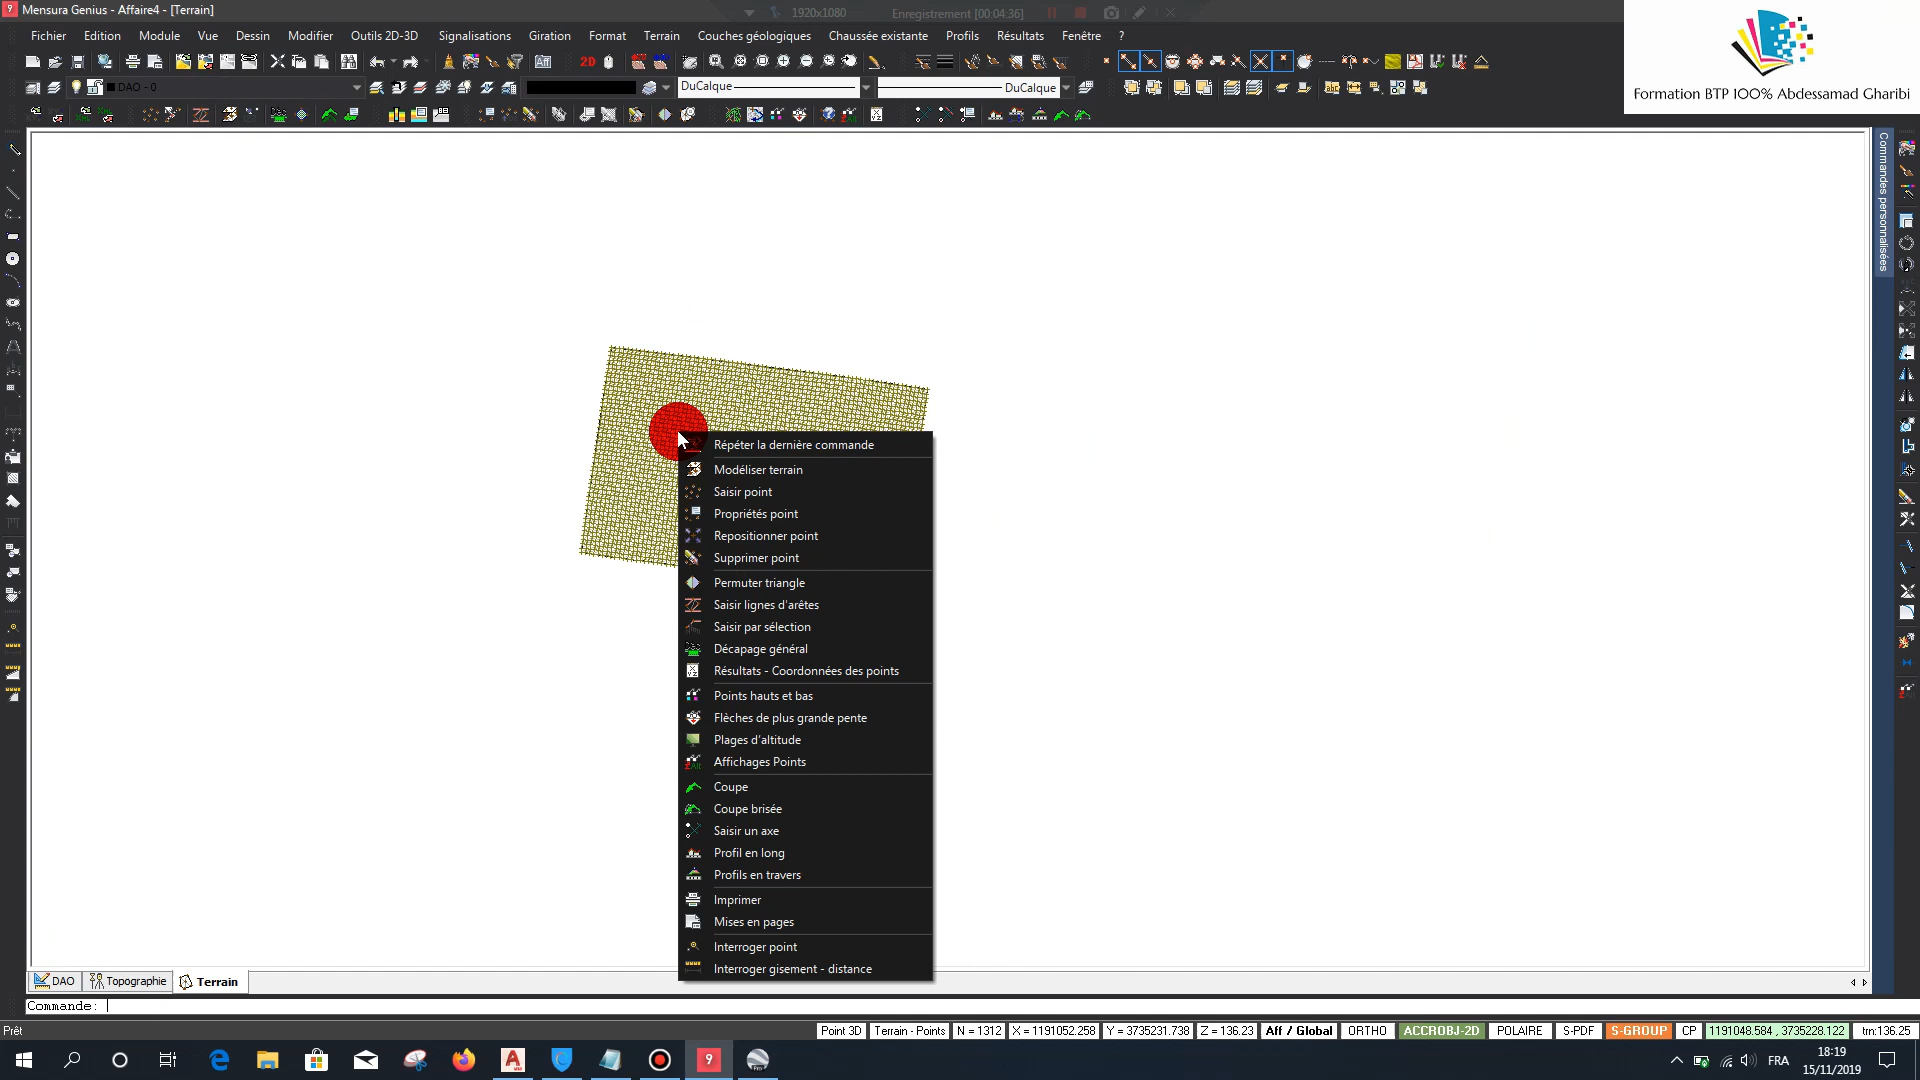 Mensura Genius - Affaire4 - [Terrain]
1920x1080
Enregistrement [00:04:36]
Fichier Edition Module Vue Dessin Modifier Outils 2D-3D Signalisations Giration Format Terrain Couches géologiques Chaussée existante Profils Résultats Fenêtre ?
2D
DAO - 0
DuCalque
DuCalque
Formation BTP 100% Abdessamad Gharibi
Commandes personnalisées
Répéter la dernière commande
Modéliser terrain
Saisir point
Propriétés point
Repositionner point
Supprimer point
Permuter triangle
Saisir lignes d'arêtes
Saisir par sélection
Décapage général
Résultats - Coordonnées des points
Points hauts et bas
Flèches de plus grande pente
Plages d'altitude
Affichages Points
Coupe
Coupe brisée
Saisir un axe
Profil en long
Profils en travers
Imprimer
Mises en pages
Interroger point
Interroger gisement - distance
DAO Topographie Terrain
Commande:
Prêt
Point 3D Terrain - Points N = 1312 X = 1191052.258 Y = 3735231.738 Z = 136.23 Aff / Global ORTHO ACCROBJ-2D POLAIRE S-PDF S-GROUP CP 1191048.584 , 3735228.122 trn:136.25
FRA
18:19
15/11/2019